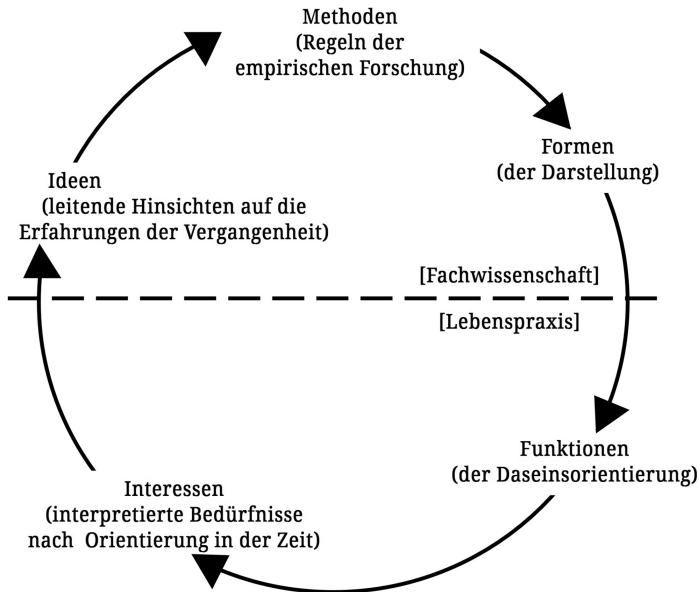 Methoden
(Regeln der
empirischen Forschung)
Formen
(der Darstellung)
Ideen
(leitende Hinsichten auf die
Erfahrungen der Vergangenheit)
[Fachwissenschaft]
[Lebenspraxis]
Funktionen
(der Daseinsorientierung)
Interessen
(interpretierte Bedürfnisse
nach Orientierung in der Zeit)